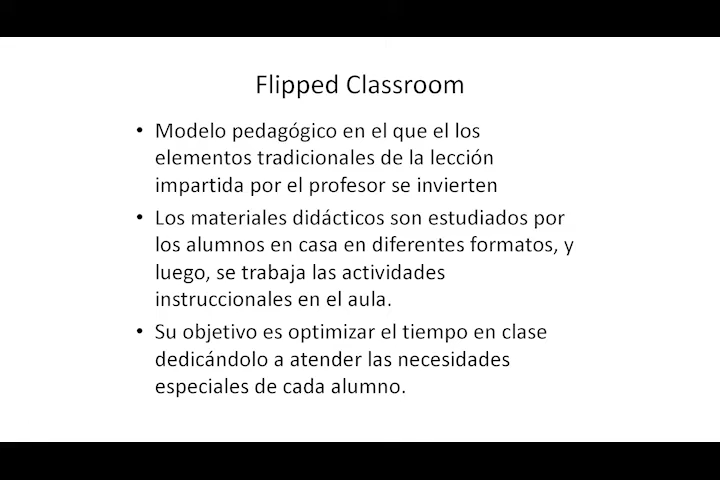 Flipped Classroom
• Modelo pedagógico en el que el los
elementos tradicionales de la lección
impartida por el profesor se invierten
• Los materiales didácticos son estudiados por
los alumnos en casa en diferentes formatos, y
luego, se trabaja las actividades
instruccionales en el aula.
• Su objetivo es optimizar el tiempo en clase
dedicándolo a atender las necesidades
especiales de cada alumno.